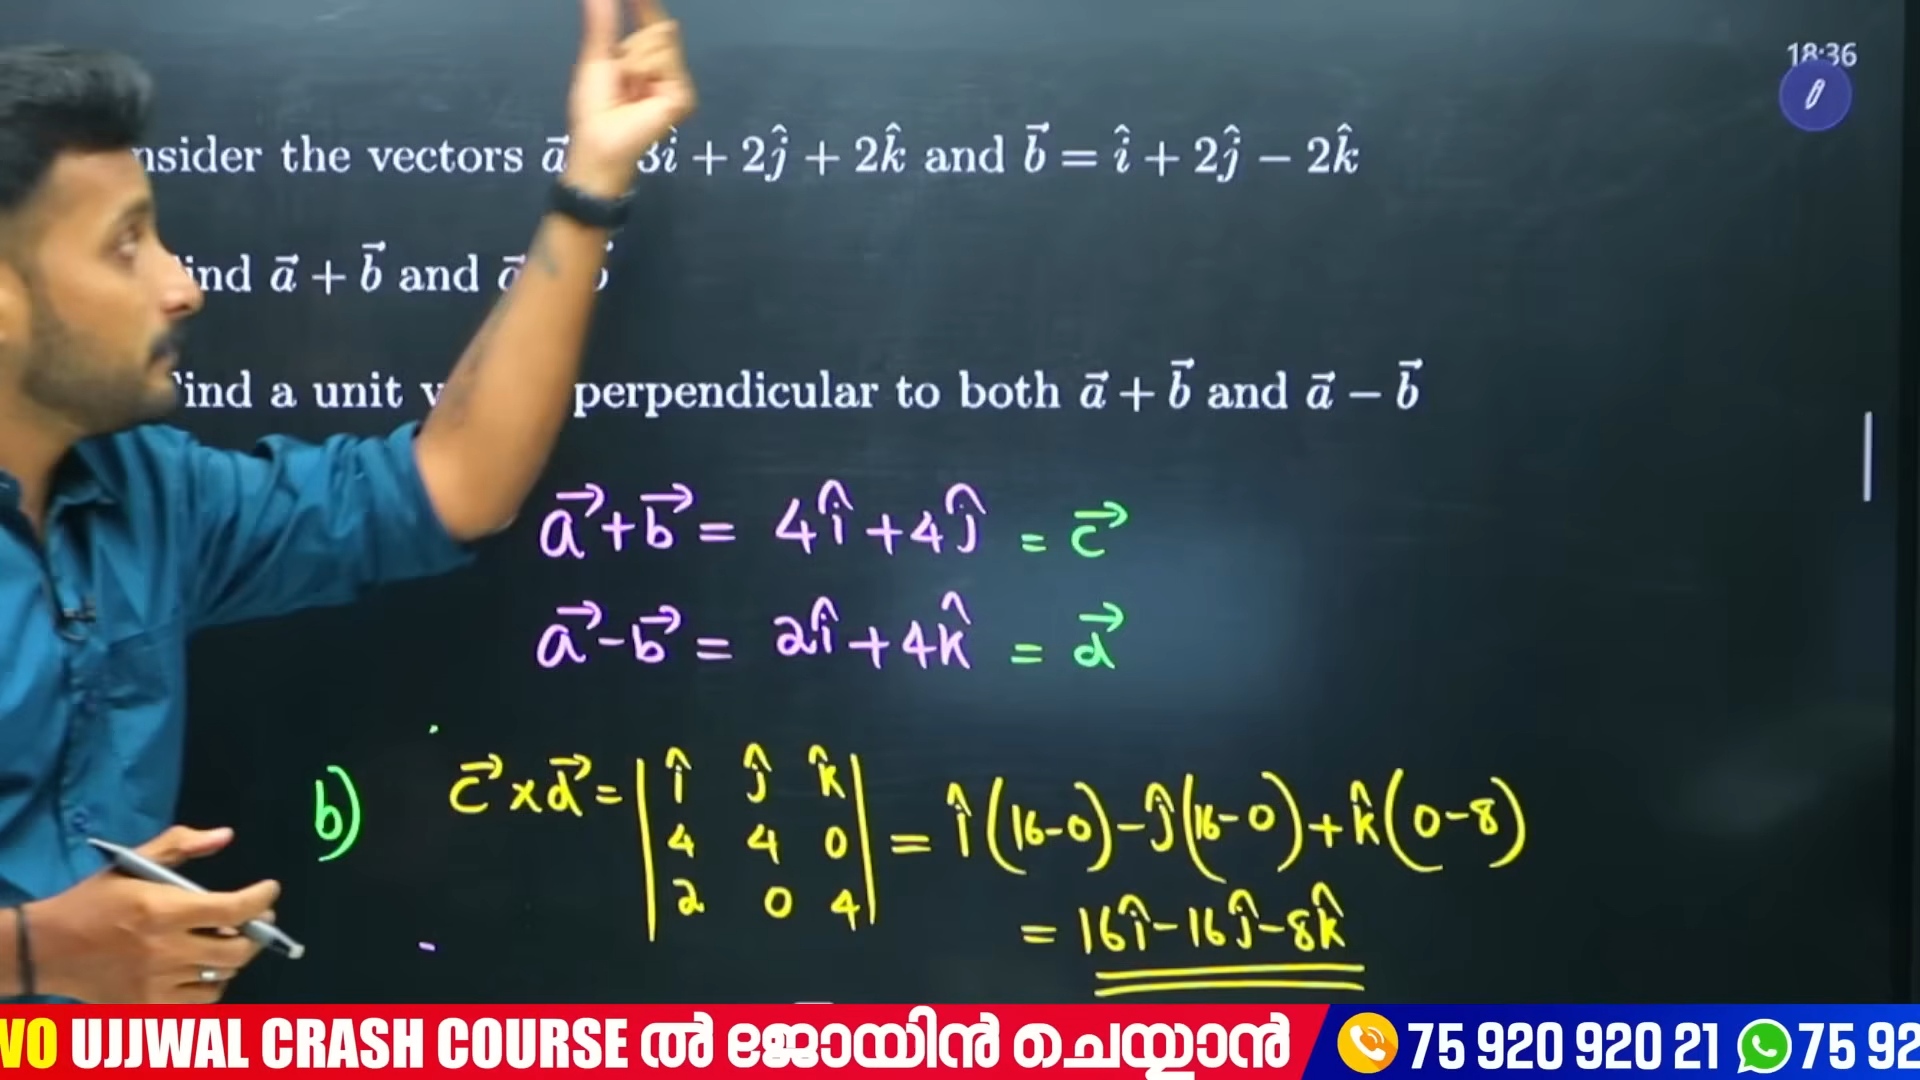 18:36
nsider the vectors a⃗ 3î + 2ĵ + 2k̂ and b⃗ = î + 2ĵ − 2k̂
ind a⃗ + b⃗ and
ind a unit perpendicular to both a⃗ + b⃗ and a⃗ − b⃗
a⃗+b⃗ = 4î+4ĵ = c⃗
a⃗-b⃗ = 2î+4k̂ = d⃗
b) c⃗ x d⃗ = | î ĵ k̂ | = î(16-0)-ĵ(16-0)+k̂(0-8)
4 4 0
2 0 4
= 16î-16ĵ-8k̂
VO UJJWAL CRASH COURSE ൽ ജോയിൻ ചെയ്യാൻ 75 920 920 21 75 92